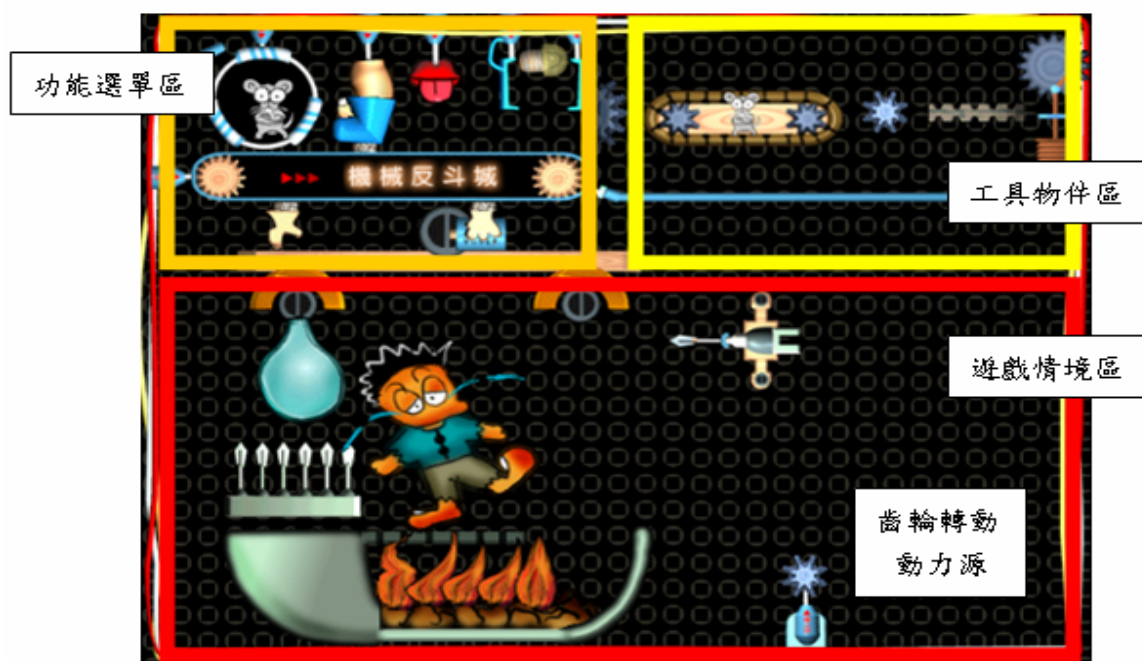 功能選單區
機械反斗城
工具物件區
遊戲情境區
齒輪轉動
動力源